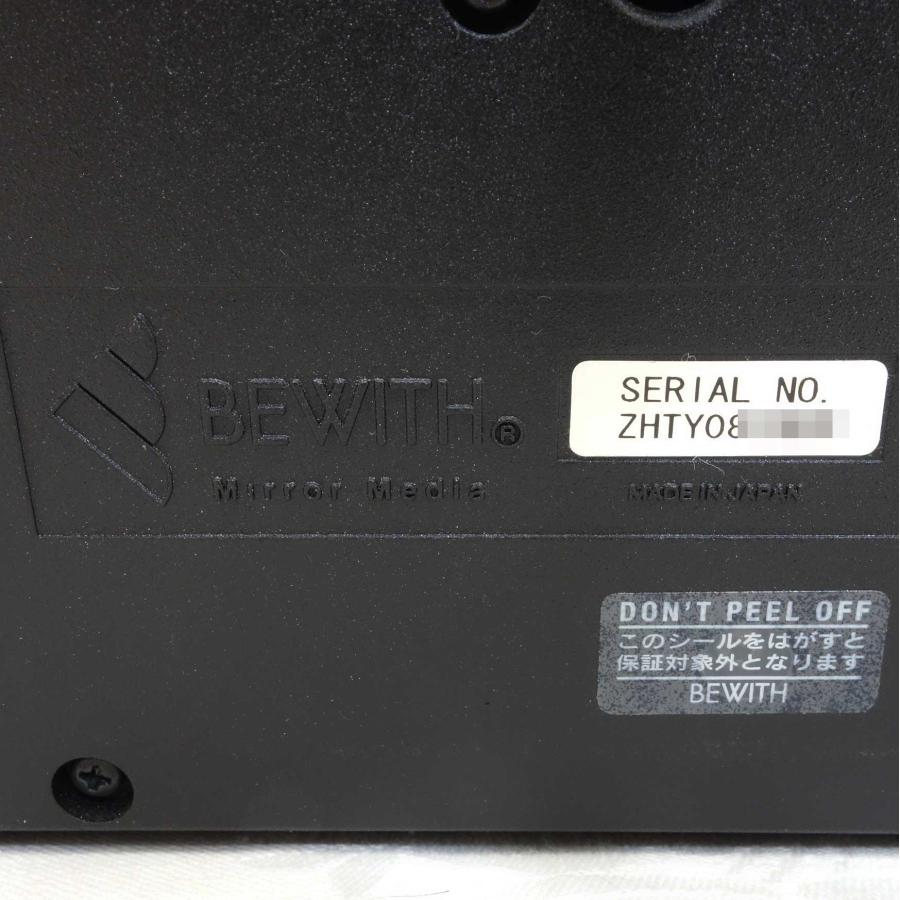 BEWITH®
Mirror Media
SERIAL NO.
ZHTY08
MADE IN JAPAN
DON'T PEEL OFF
このシールをはがすと
保証対象外となります
BEWITH